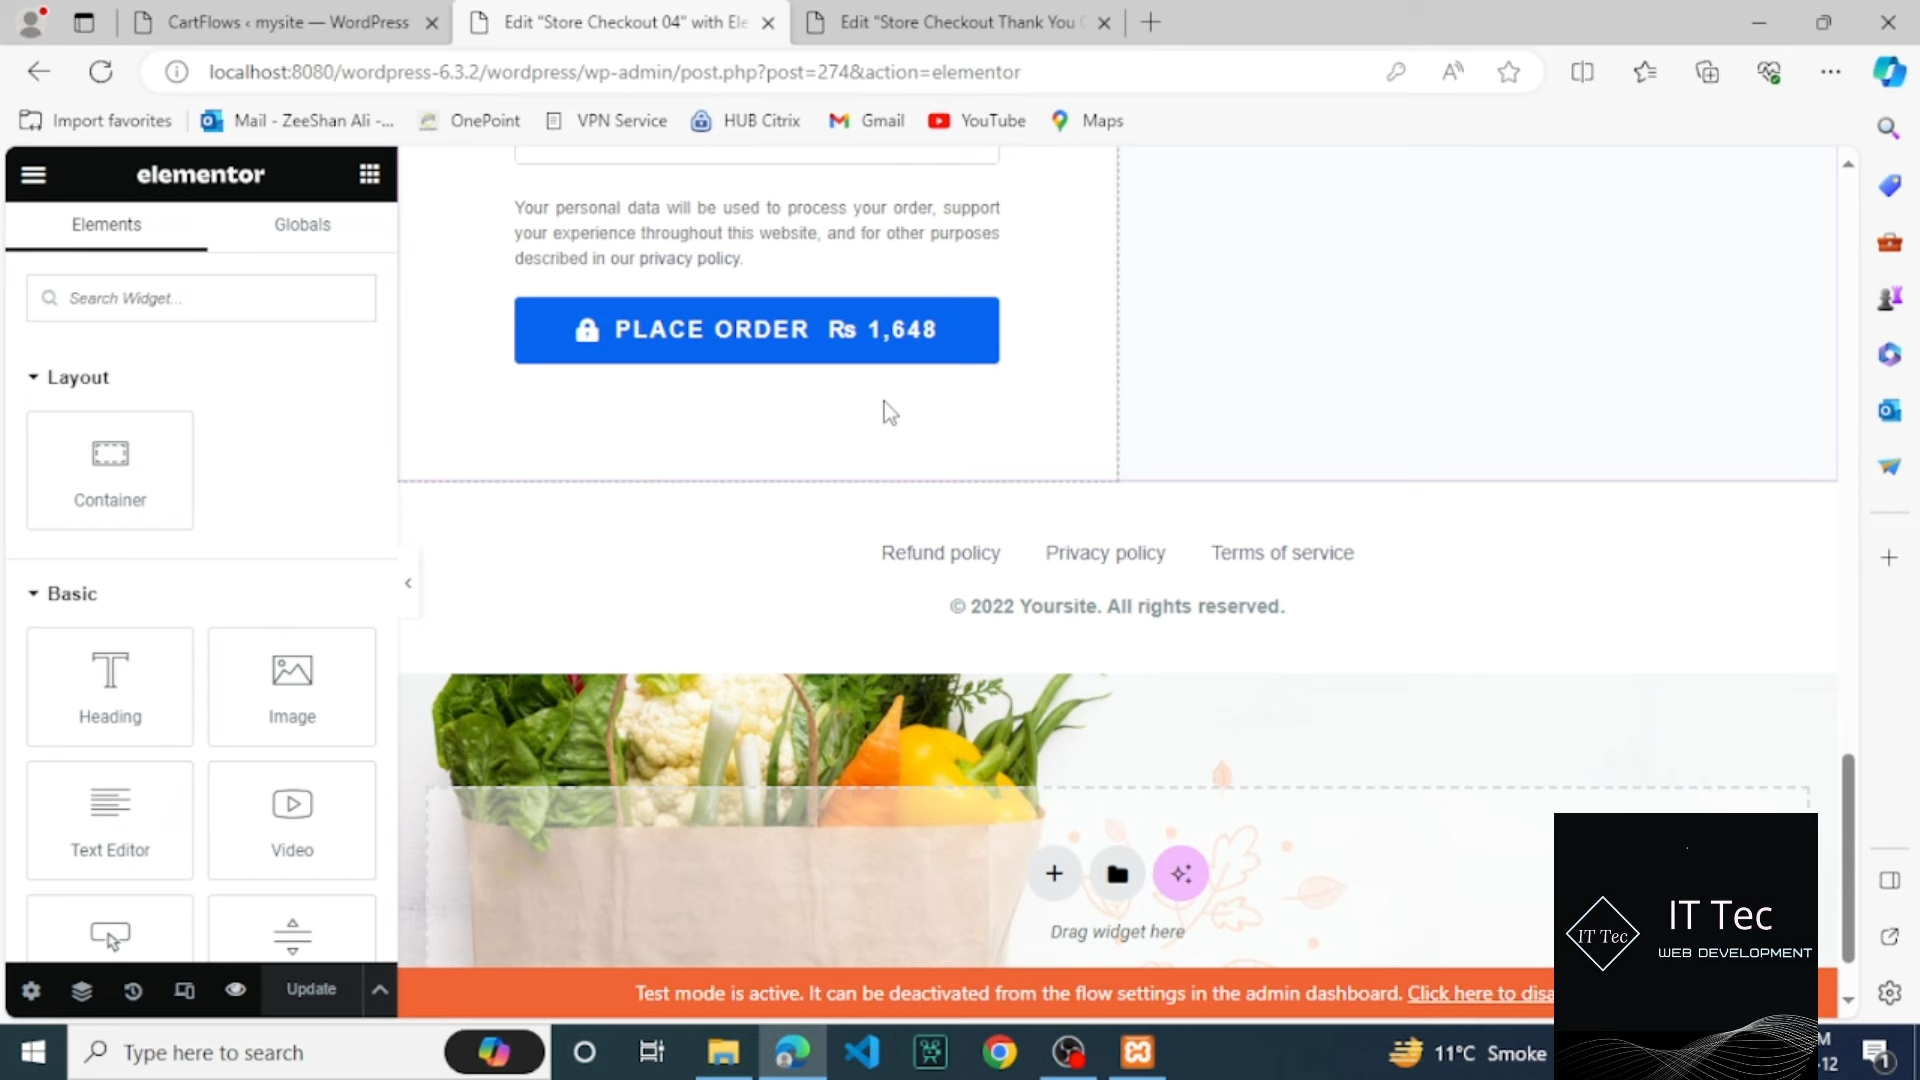 CartFlows ‹ mysite — WordPress
Edit "Store Checkout 04" with Ele
Edit "Store Checkout Thank You
localhost:8080/wordpress-6.3.2/wordpress/wp-admin/post.php?post=274&action=elementor
Import favorites
Mail - ZeeShan Ali -...
OnePoint
VPN Service
HUB Citrix
Gmail
YouTube
Maps
elementor
Elements
Globals
Search Widget...
Layout
Container
Basic
Heading
Image
Text Editor
Video
Update
Your personal data will be used to process your order, support
your experience throughout this website, and for other purposes
described in our privacy policy.
PLACE ORDER ₨ 1,648
Refund policy
Privacy policy
Terms of service
© 2022 Yoursite. All rights reserved.
Drag widget here
Test mode is active. It can be deactivated from the flow settings in the admin dashboard. Click here to disa
IT Tec
IT Tec
WEB DEVELOPMENT
Type here to search
11°C Smoke
M
-12
1